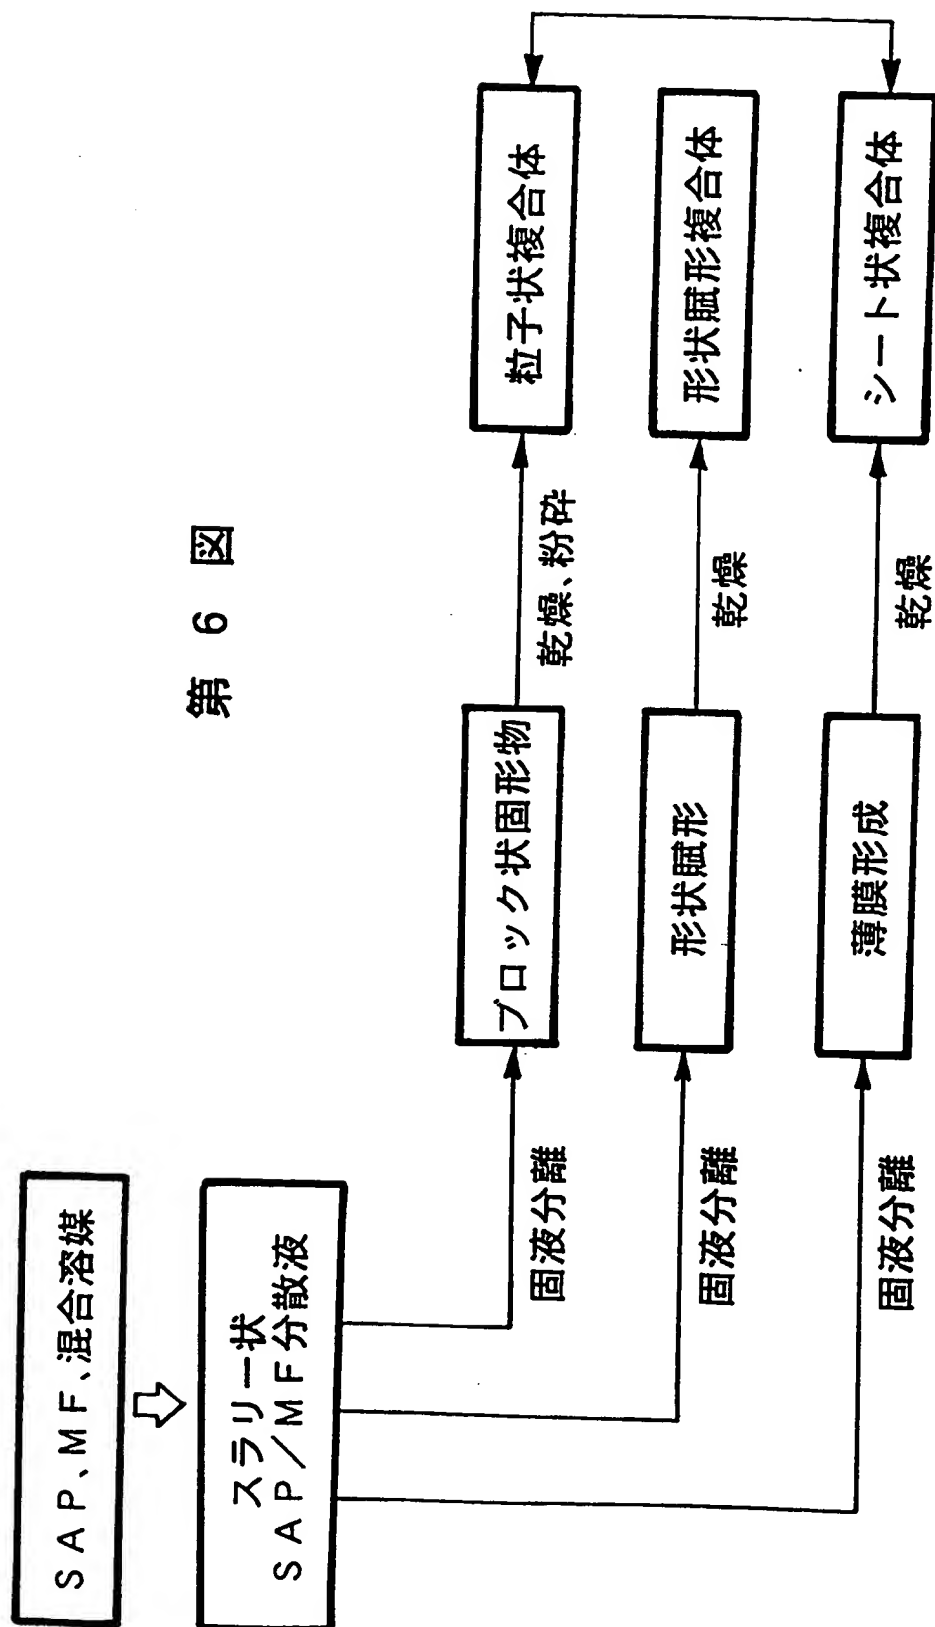 第6図
SAP、MF、混合溶媒
スラリー状
SAP／MF分散液
固液分離
ブロック状固形物
乾燥、粉砕
粒子状複合体
固液分離
形状賦形
乾燥
形状賦形複合体
固液分離
薄膜形成
乾燥
シート状複合体